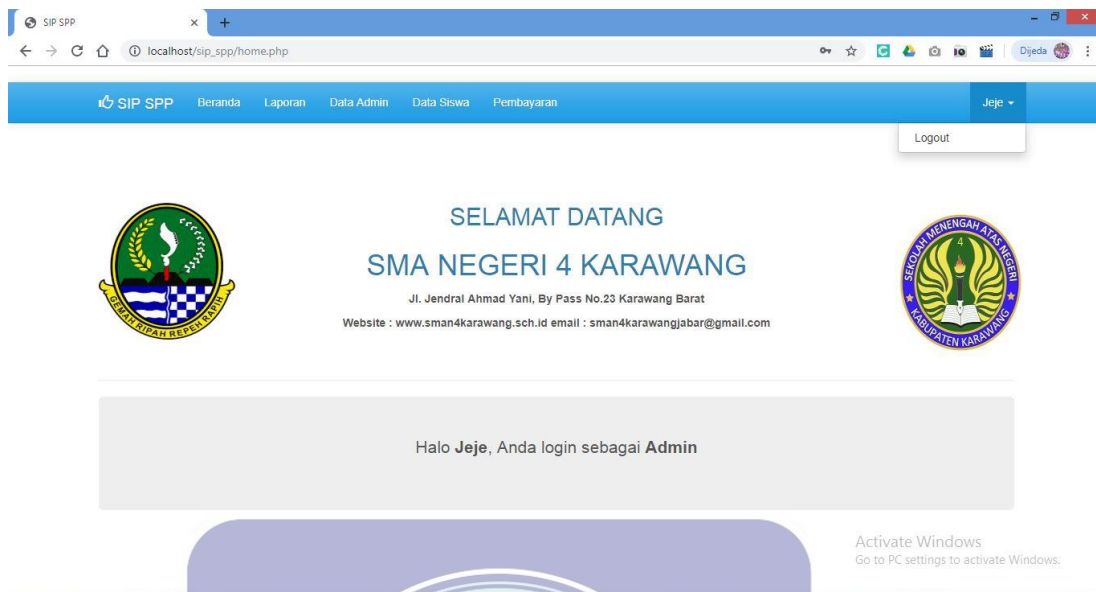 SIP SPP
localhost/sip_spp/home.php
Dijeda
SIP SPP Beranda Laporan Data Admin Data Siswa Pembayaran Jeje
Logout
SELAMAT DATANG
SMA NEGERI 4 KARAWANG
Jl. Jendral Ahmad Yani, By Pass No.23 Karawang Barat
Website : www.sman4karawang.sch.id email : sman4karawangjabar@gmail.com
GEMAH RIPAH REPEH RAPIH
SEKOLAH MENENGAH ATAS NEGERI
4
KABUPATEN KARAWANG
Halo Jeje, Anda login sebagai Admin
Activate Windows
Go to PC settings to activate Windows.